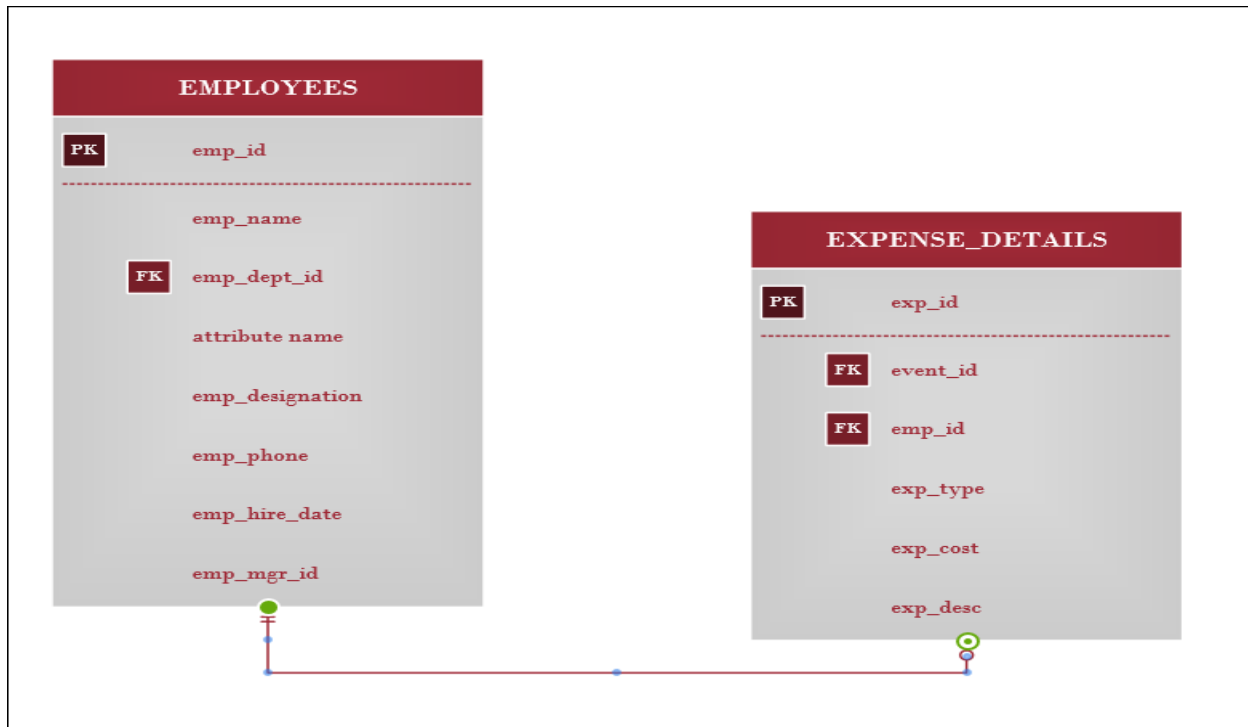 EMPLOYEES
PK emp_id
emp_name
FK emp_dept_id
attribute name
emp_designation
emp_phone
emp_hire_date
emp_mgr_id
EXPENSE_DETAILS
PK exp_id
FK event_id
FK emp_id
exp_type
exp_cost
exp_desc